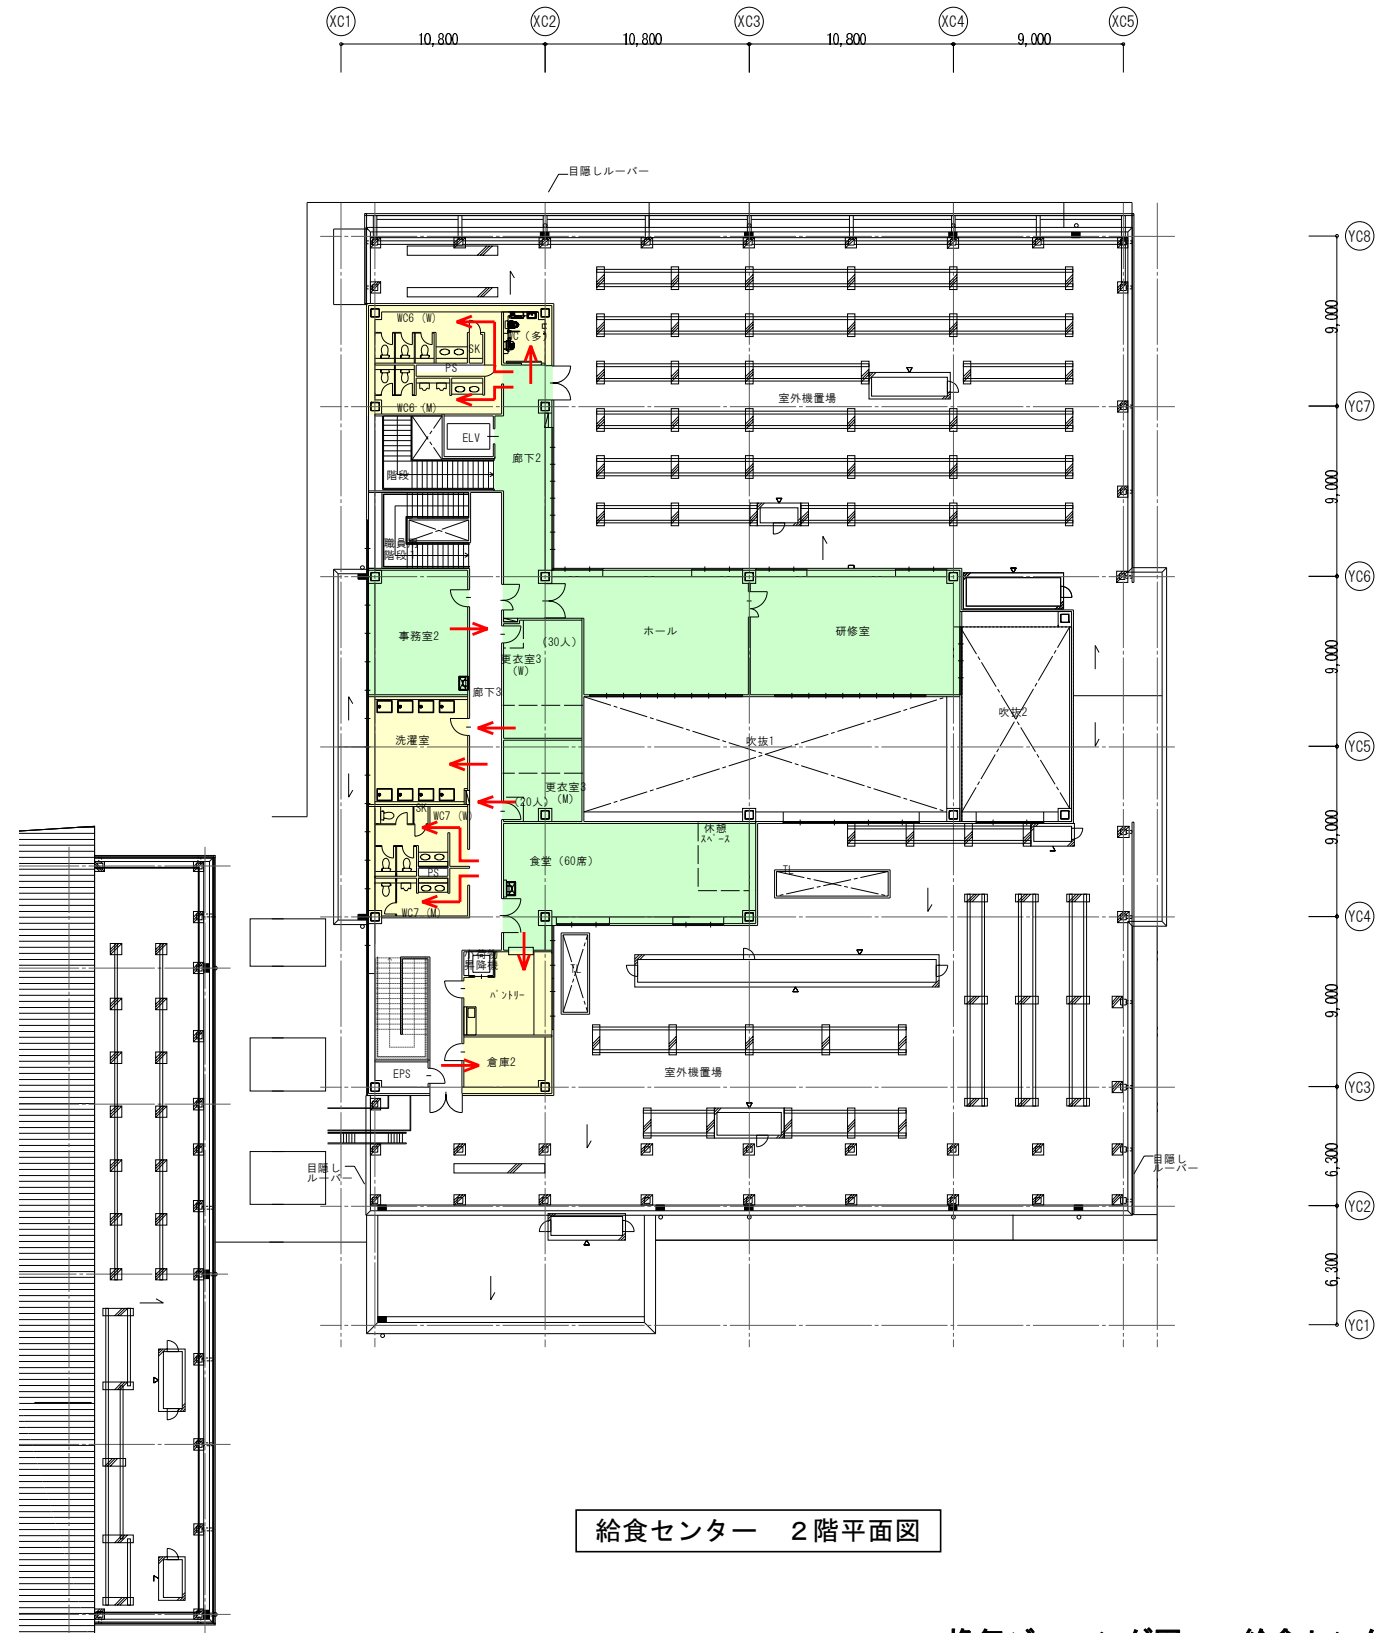 XC1 XC2 XC3 XC4 XC5
10,800 10,800 10,800 9,000
目隠しルーバー
YC8
9,000
YC7
9,000
YC6
9,000
YC5
9,000
YC4
9,000
YC3
6,300
YC2
6,300
YC1
WC6 (W)
SK
PS
WC6 (M)
ELV
階段
廊下2
室外機置場
事務室2
更衣室3
(W)
(30人)
ホール
研修室
廊下3
洗濯室
吹抜1
吹抜2
更衣室3
(M)
(20人)
SK
WC7 (W)
PS
WC7 (M)
食堂 (60席)
休憩
スペース
TL
TL
パントリー
倉庫2
EPS
室外機置場
目隠し
ルーバー
目隠し
ルーバー
給食センター 2階平面図